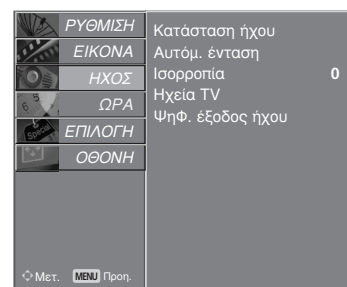 ΡΥΘΜΙΣΗ
ΕΙΚΟΝΑ
ΗΧΟΣ
ΩΡΑ
ΕΠΙΛΟΓΗ
ΟΘΟΝΗ
Κατάσταση ήχου
Αυτόμ. ένταση
Ισορροπία 0
Ηχεία TV
ΨηΦ. έξοδος ήχου
Special
Μετ. MENU Προη.